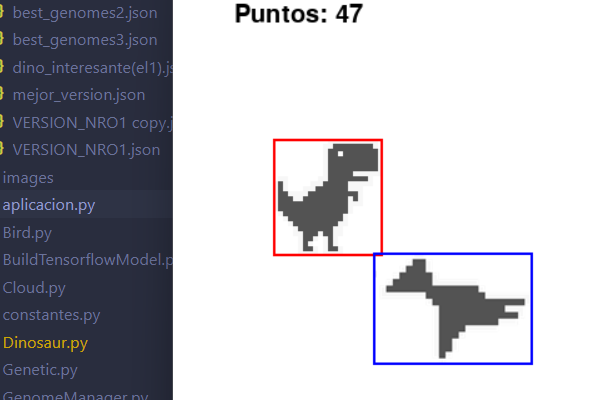 best_genomes2.json
best_genomes3.json
dino_interesante(el1).js
mejor_version.json
VERSION_NRO1 copy.j
VERSION_NRO1.json
images
aplicacion.py
Bird.py
BuildTensorflowModel.p
Cloud.py
constantes.py
Dinosaur.py
Genetic.py
GenomeManager.py
Puntos: 47